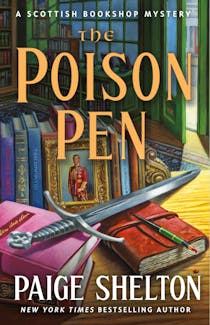 A SCOTTISH BOOKSHOP MYSTERY
THE
POISON
PEN
PAIGE SHELTON
NEW YORK TIMES BESTSELLING AUTHOR